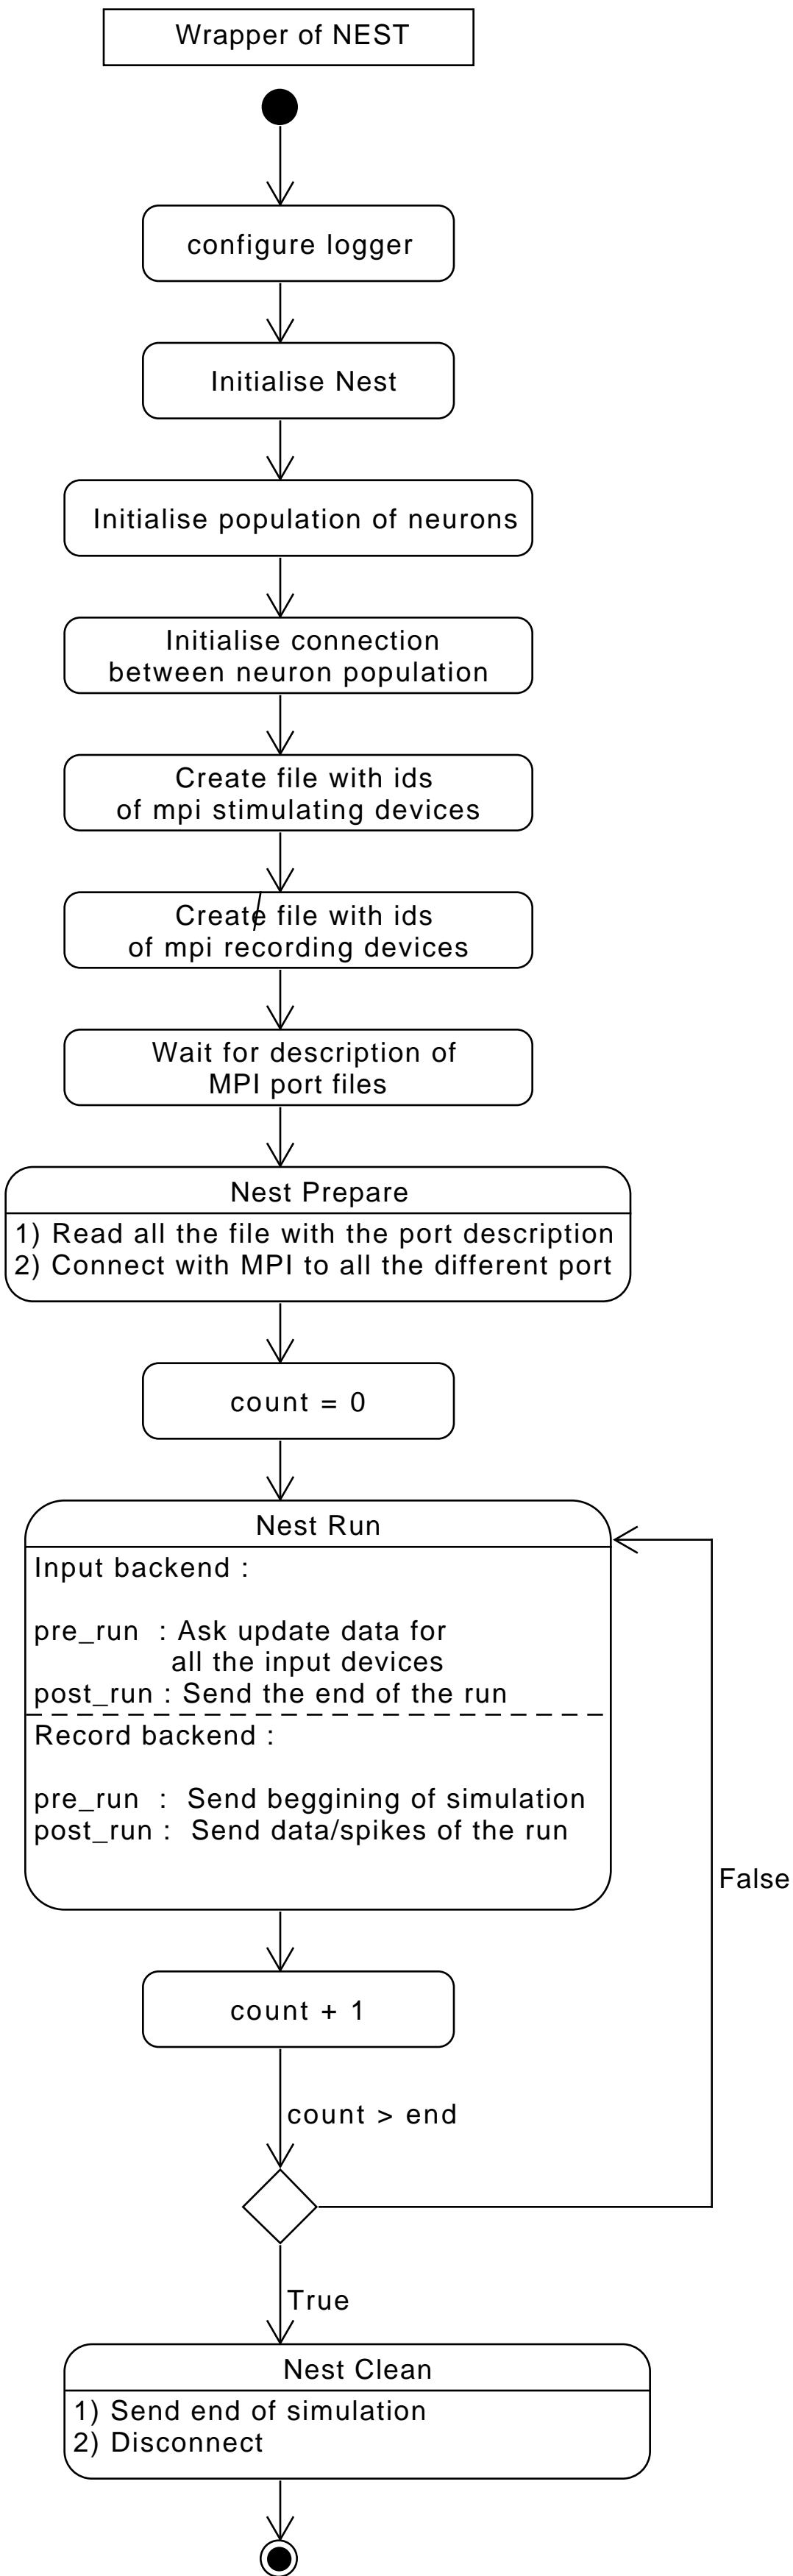 Wrapper of NEST
configure logger
Initialise Nest
Initialise population of neurons
Initialise connection
between neuron population
Create file with ids
of mpi stimulating devices
Create file with ids
of mpi recording devices
Wait for description of
MPI port files
Nest Prepare
1) Read all the file with the port description
2) Connect with MPI to all the different port
count = 0
Nest Run
Input backend :
pre_run : Ask update data for
all the input devices
post_run : Send the end of the run
Record backend :
pre_run : Send beggining of simulation
post_run : Send data/spikes of the run
False
count + 1
count > end
True
Nest Clean
1) Send end of simulation
2) Disconnect